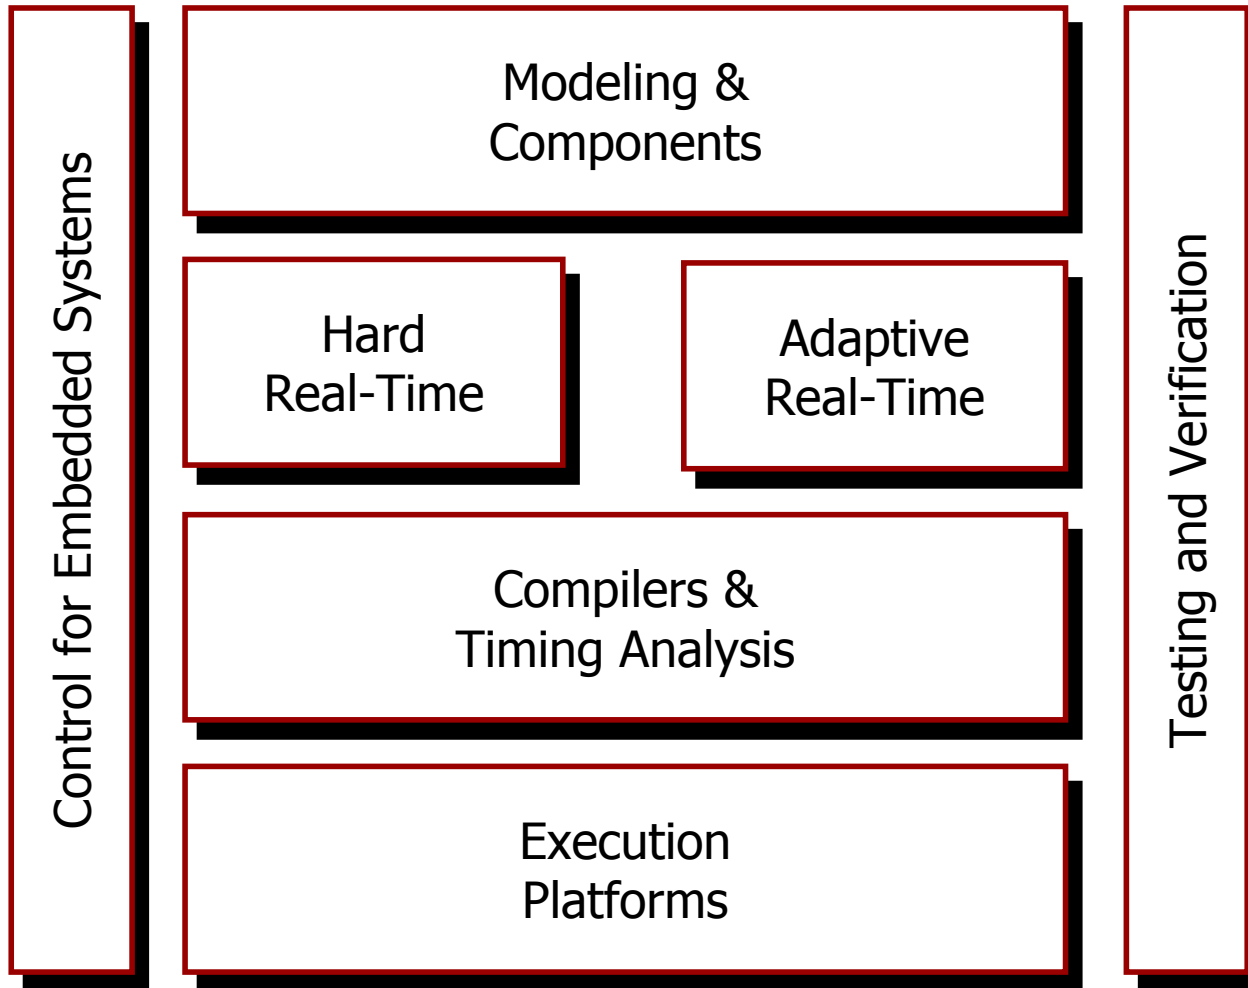 Control for Embedded Systems
Modeling &
Components
Hard
Real-Time
Adaptive
Real-Time
Compilers &
Timing Analysis
Execution
Platforms
Testing and Verification